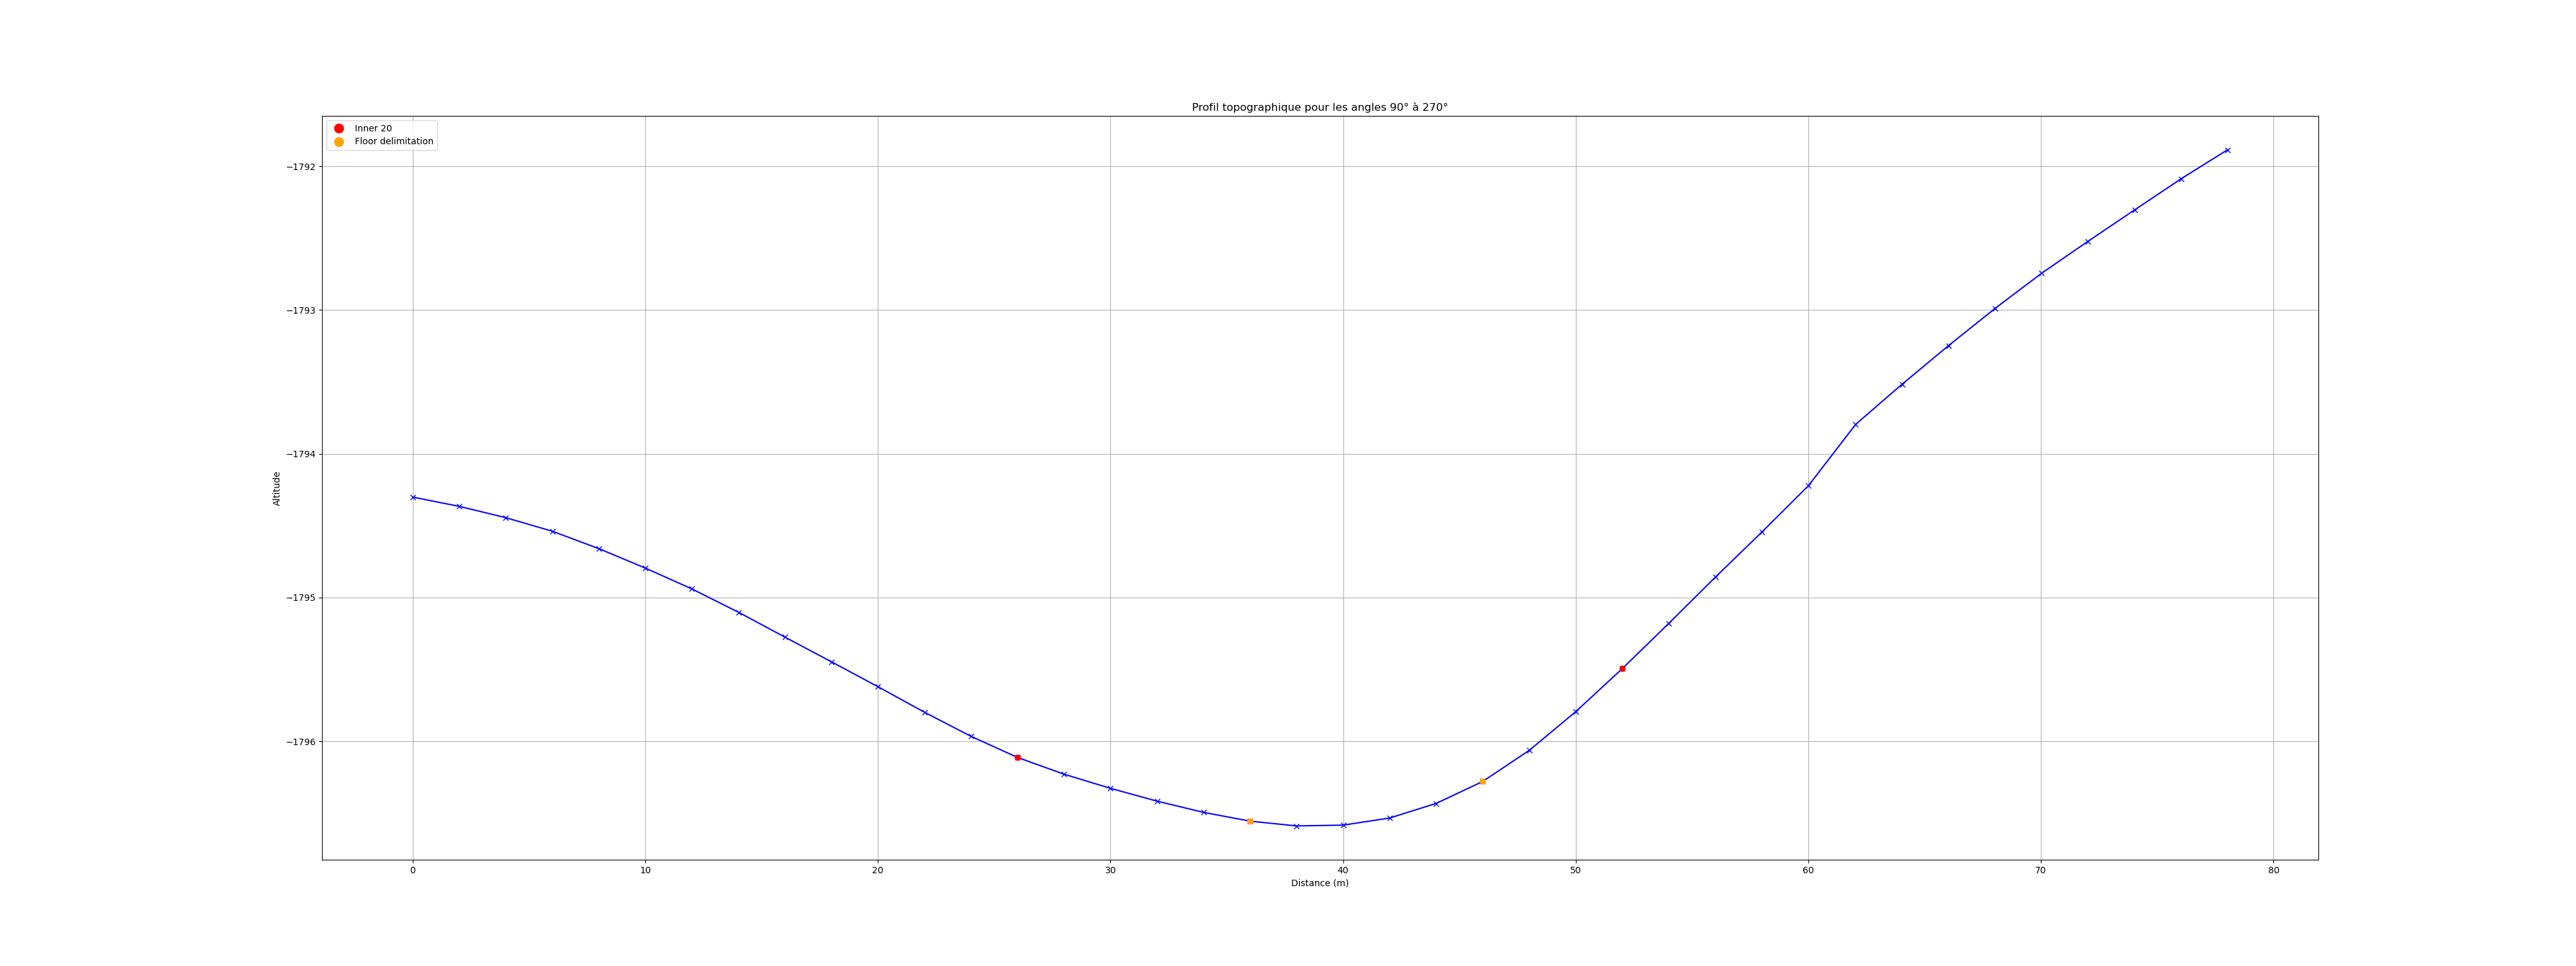 Profil topographique pour les angles 90° à 270°
Inner 20
Floor delimitation
−1792
−1793
−1794
−1795
−1796
Altitude
0 10 20 30 40 50 60 70 80
Distance (m)